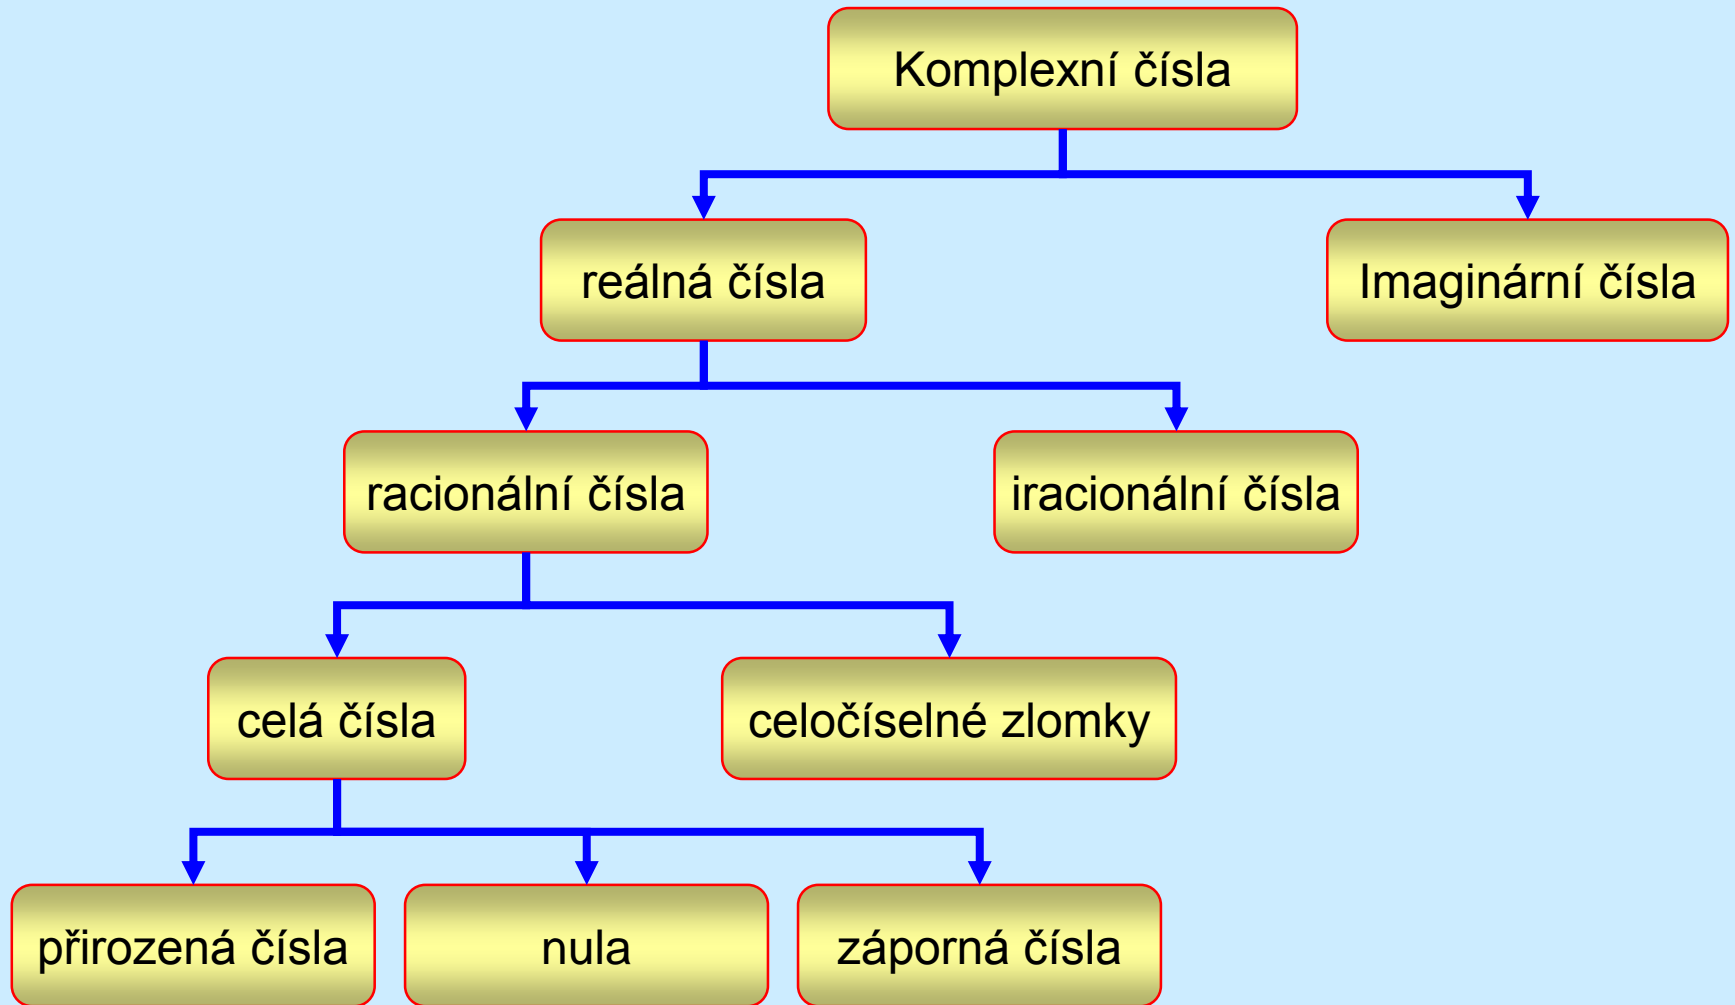 Komplexní čísla
reálná čísla
Imaginární čísla
racionální čísla
iracionální čísla
celá čísla
celočíselné zlomky
přirozená čísla
nula
záporná čísla